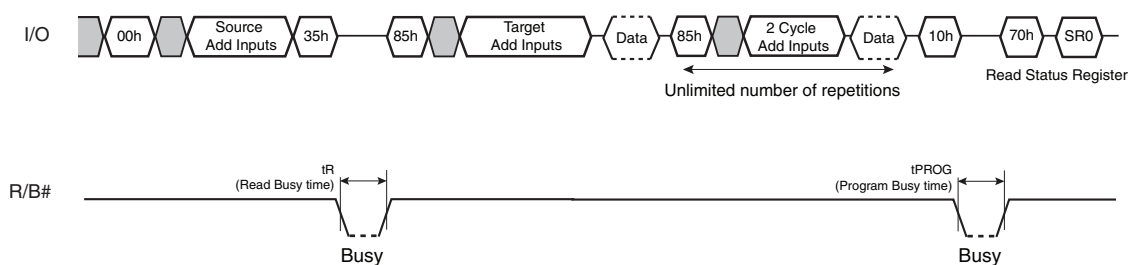 I/O
00h
Source
Add Inputs
35h
85h
Target
Add Inputs
Data
85h
2 Cycle
Add Inputs
Data
10h
70h
SR0
Read Status Register
Unlimited number of repetitions
R/B#
tR
(Read Busy time)
Busy
tPROG
(Program Busy time)
Busy